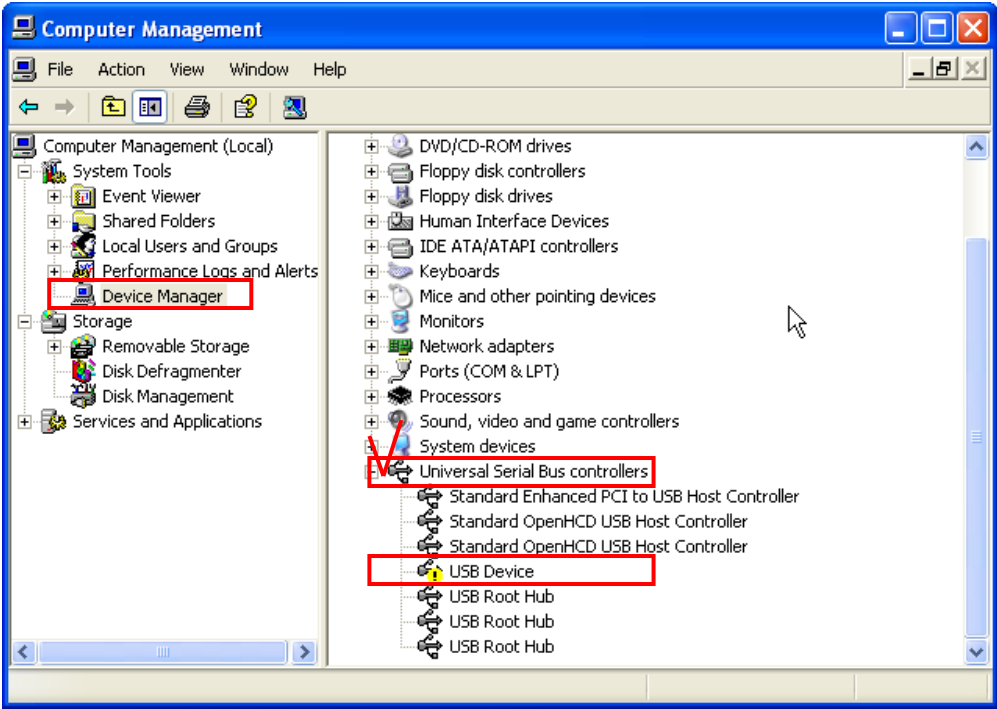 Computer Management
File Action View Window Help
Computer Management (Local)
System Tools
Event Viewer
Shared Folders
Local Users and Groups
Performance Logs and Alerts
Device Manager
Storage
Removable Storage
Disk Defragmenter
Disk Management
Services and Applications
DVD/CD-ROM drives
Floppy disk controllers
Floppy disk drives
Human Interface Devices
IDE ATA/ATAPI controllers
Keyboards
Mice and other pointing devices
Monitors
Network adapters
Ports (COM & LPT)
Processors
Sound, video and game controllers
System devices
Universal Serial Bus controllers
Standard Enhanced PCI to USB Host Controller
Standard OpenHCD USB Host Controller
Standard OpenHCD USB Host Controller
USB Device
USB Root Hub
USB Root Hub
USB Root Hub